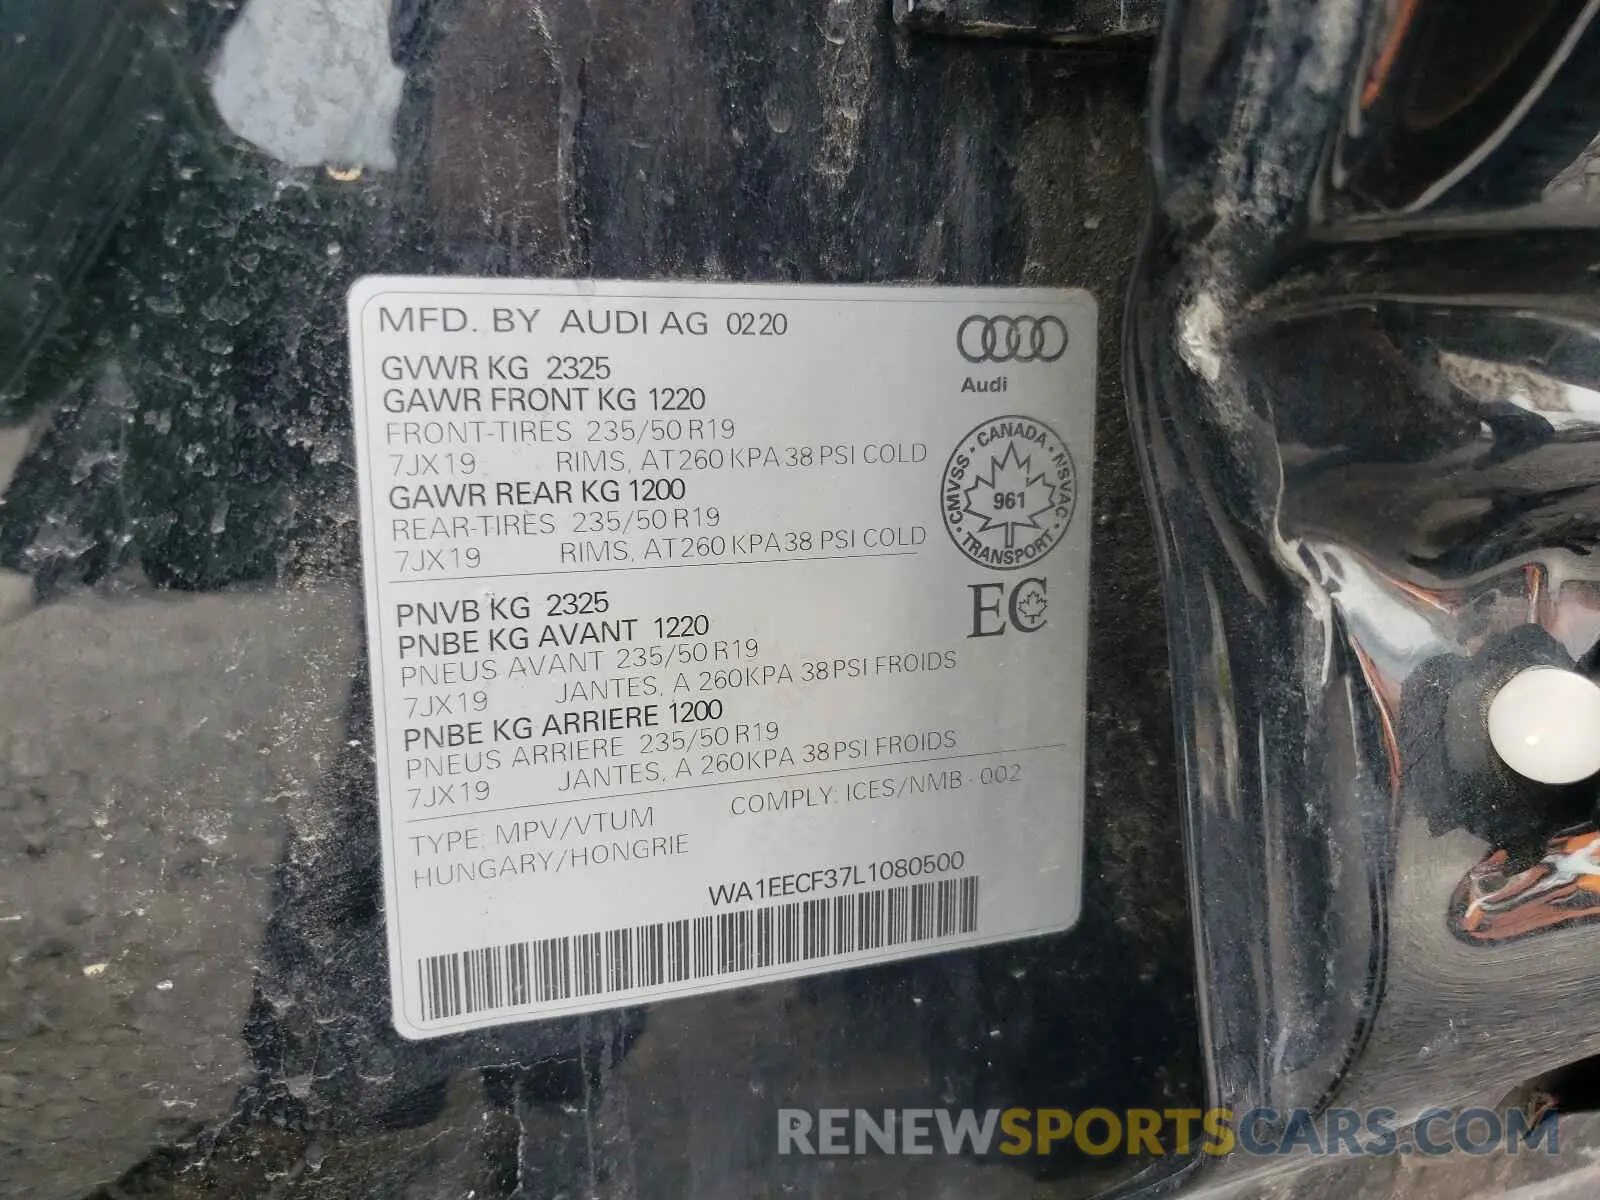 MFD. BY AUDI AG 0220
GVWR KG 2325
GAWR FRONT KG 1220
FRONT-TIRES 235/50 R19
7JX19 RIMS, AT 260 KPA 38 PSI COLD
GAWR REAR KG 1200
REAR-TIRES 235/50 R19
7JX19 RIMS, AT 260 KPA 38 PSI COLD
Audi
CMVSS · CANADA · NSVAC · TRANSPORT ·
961
EC
PNVB KG 2325
PNBE KG AVANT 1220
PNEUS AVANT 235/50 R19
7JX19 JANTES, A 260KPA 38PSI FROIDS
PNBE KG ARRIERE 1200
PNEUS ARRIERE 235/50 R19
7JX19 JANTES, A 260KPA 38PSI FROIDS
TYPE: MPV/VTUM COMPLY: ICES/NMB - 002
HUNGARY/HONGRIE
WA1EECF37L1080500
RENEWSPORTSCARS.COM